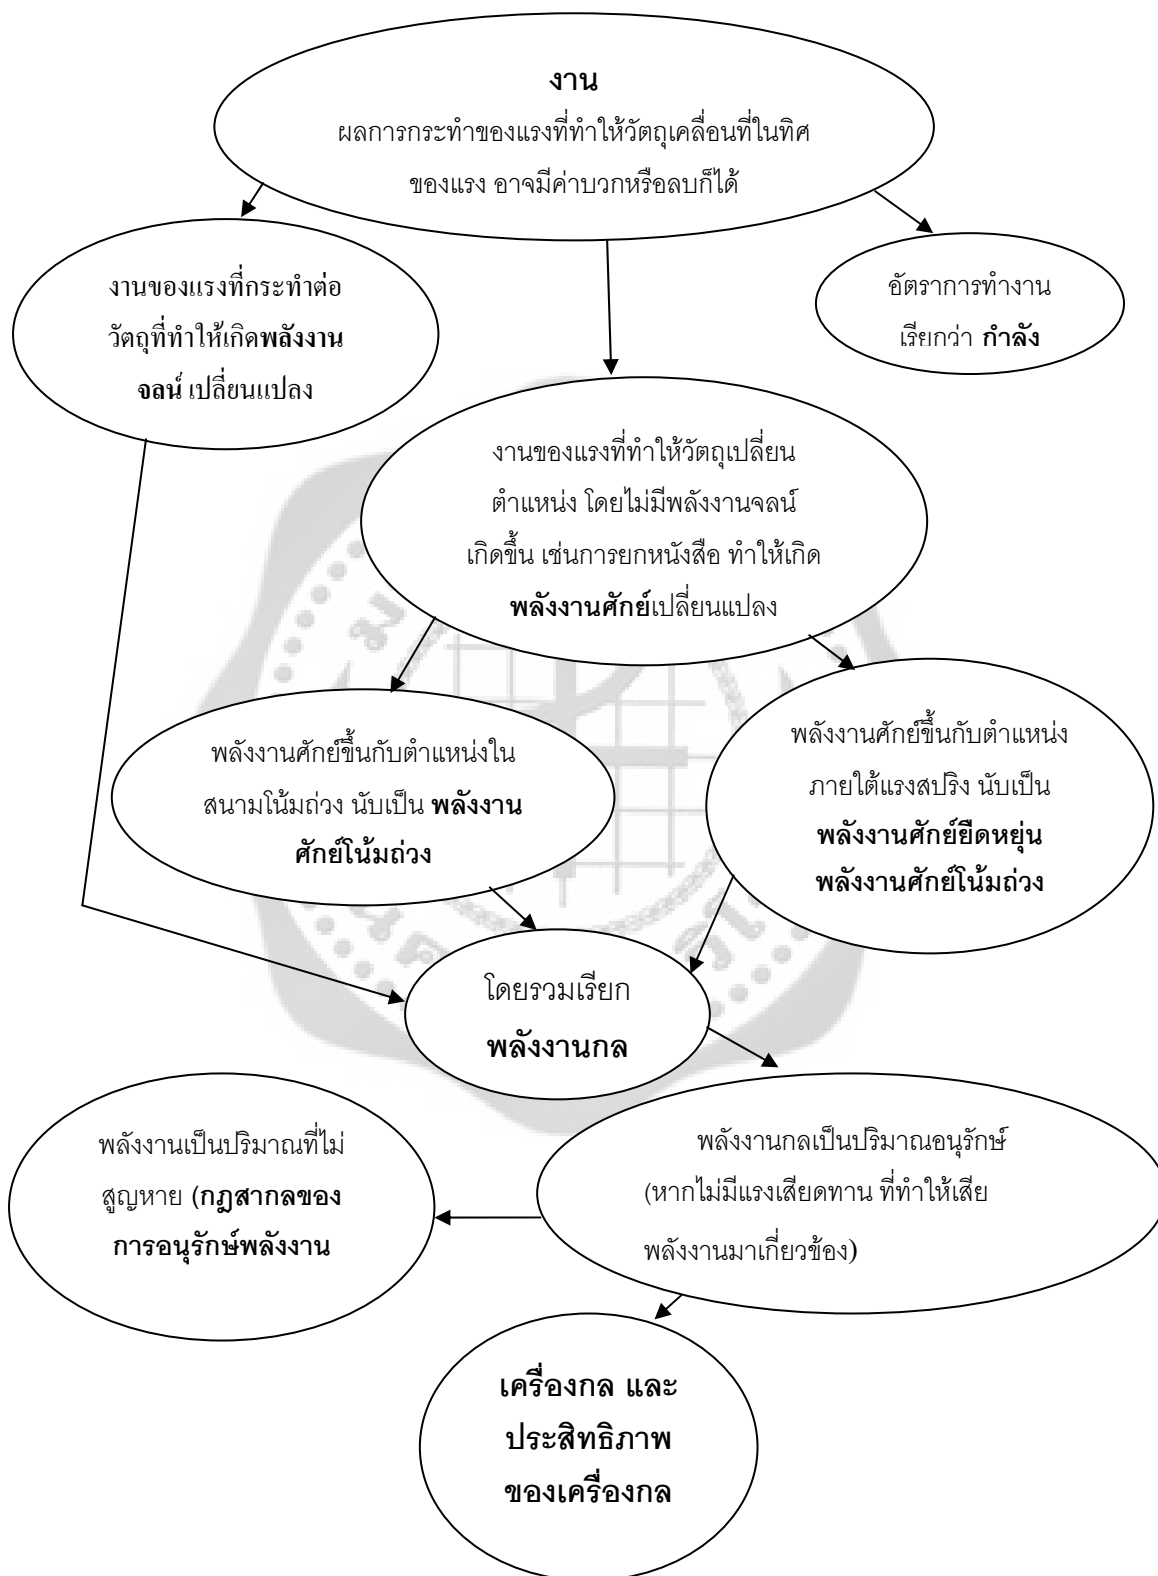 งาน
ผลการกระทำของแรงที่ทำให้วัตถุเคลื่อนที่ในทิศ
ของแรง อาจมีค่าบวกหรือลบก็ได้
งานของแรงที่กระทำต่อ
วัตถุที่ทำให้เกิดพลังงาน
จลน์ เปลี่ยนแปลง
อัตราการทำงาน
เรียกว่า กำลัง
งานของแรงที่ทำให้วัตถุเปลี่ยน
ตำแหน่ง โดยไม่มีพลังงานจลน์
เกิดขึ้น เช่นการยกหนังสือ ทำให้เกิด
พลังงานศักย์เปลี่ยนแปลง
พลังงานศักย์ขึ้นกับตำแหน่งใน
สนามโน้มถ่วง นับเป็น พลังงาน
ศักย์โน้มถ่วง
พลังงานศักย์ขึ้นกับตำแหน่ง
ภายใต้แรงสปริง นับเป็น
พลังงานศักย์ยืดหยุ่น
พลังงานศักย์โน้มถ่วง
โดยรวมเรียก
พลังงานกล
พลังงานเป็นปริมาณที่ไม่
สูญหาย (กฎสากลของ
การอนุรักษ์พลังงาน
พลังงานกลเป็นปริมาณอนุรักษ์
(หากไม่มีแรงเสียดทาน ที่ทำให้เสีย
พลังงานมาเกี่ยวข้อง)
เครื่องกล และ
ประสิทธิภาพ
ของเครื่องกล